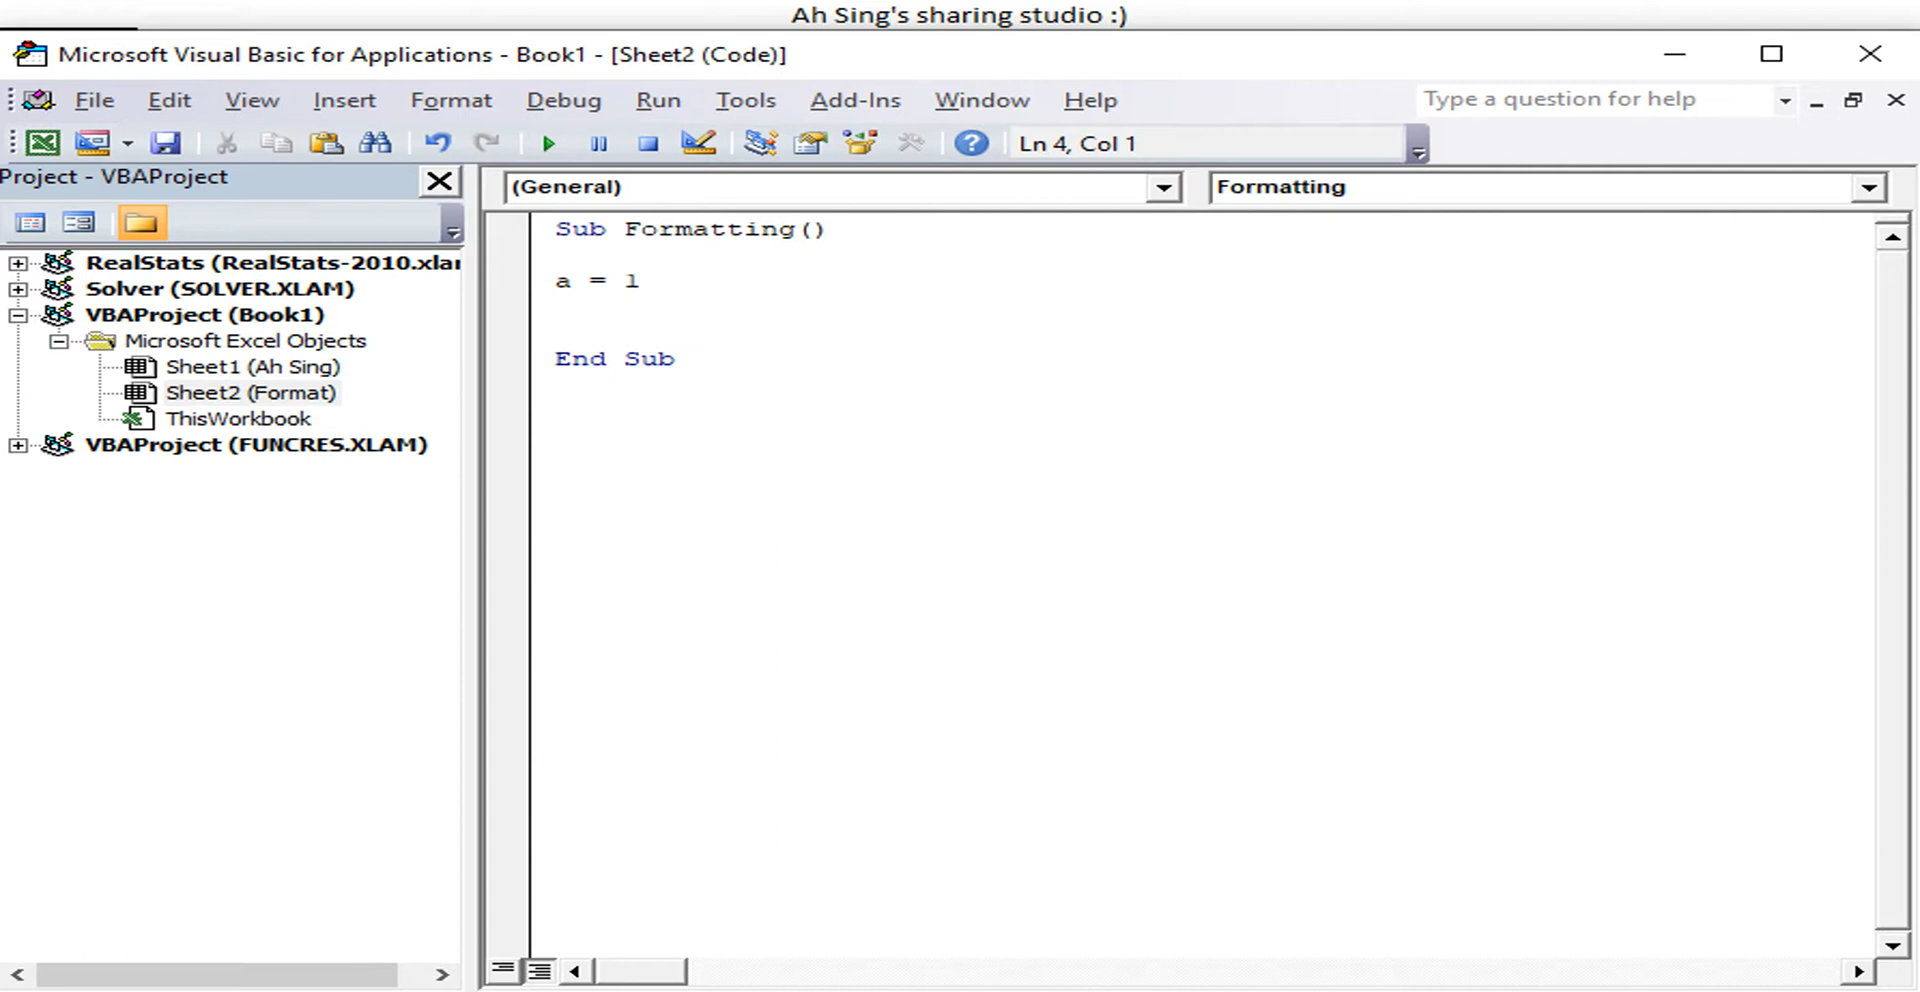 Ah Sing's sharing studio :)
Microsoft Visual Basic for Applications - Book1 - [Sheet2 (Code)]
File Edit View Insert Format Debug Run Tools Add-Ins Window Help Type a question for help
Ln 4, Col 1
Project - VBAProject
(General) Formatting
RealStats (RealStats-2010.xlar
Solver (SOLVER.XLAM)
VBAProject (Book1)
Microsoft Excel Objects
Sheet1 (Ah Sing)
Sheet2 (Format)
ThisWorkbook
VBAProject (FUNCRES.XLAM)
Sub Formatting()
a = 1
End Sub